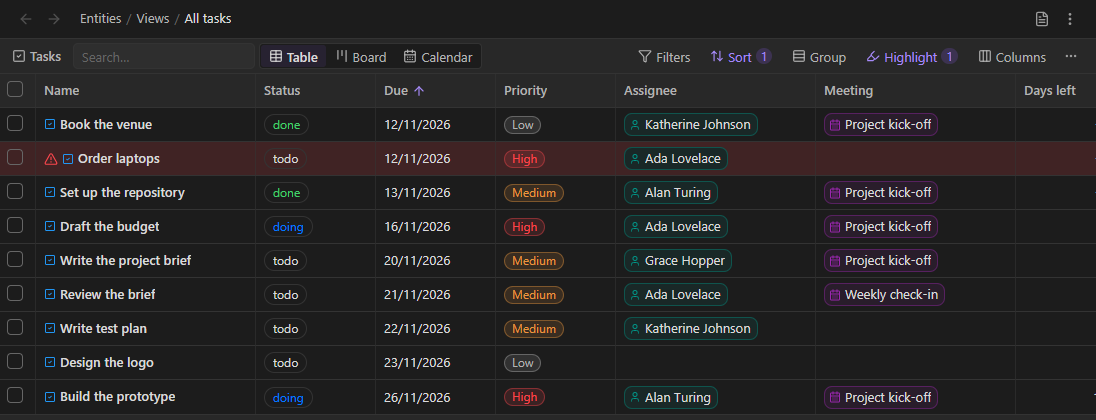 Entities / Views / All tasks
Tasks Search... Table Board Calendar Filters Sort 1 Group Highlight 1 Columns
Name Status Due Priority Assignee Meeting Days left
Book the venue done 12/11/2026 Low Katherine Johnson Project kick-off
Order laptops todo 12/11/2026 High Ada Lovelace
Set up the repository done 13/11/2026 Medium Alan Turing Project kick-off
Draft the budget doing 16/11/2026 High Ada Lovelace Project kick-off
Write the project brief todo 20/11/2026 Medium Grace Hopper Project kick-off
Review the brief todo 21/11/2026 Medium Ada Lovelace Weekly check-in
Write test plan todo 22/11/2026 Medium Katherine Johnson
Design the logo todo 23/11/2026 Low
Build the prototype doing 26/11/2026 High Alan Turing Project kick-off